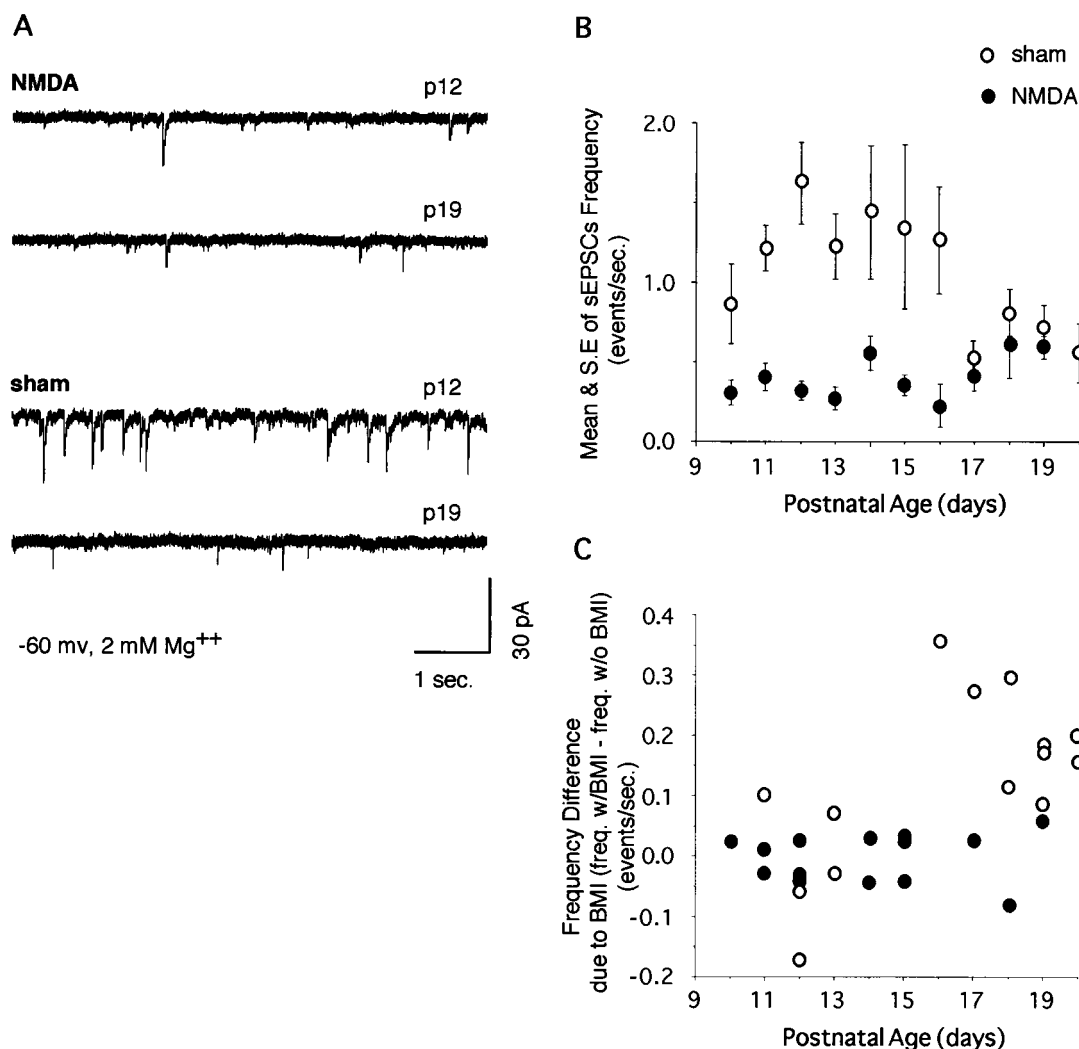 A
NMDA
p12
p19
sham
p12
p19
-60 mv, 2 mM Mg++
1 sec.
30 pA
B
sham
NMDA
Mean & S.E of sEPSCs Frequency
(events/sec.)
2.0
1.0
0.0
9 11 13 15 17 19
Postnatal Age (days)
C
Frequency Difference
due to BMI (freq. w/BMI - freq. w/o BMI)
(events/sec.)
0.4
0.3
0.2
0.1
0.0
-0.1
-0.2
9 11 13 15 17 19
Postnatal Age (days)